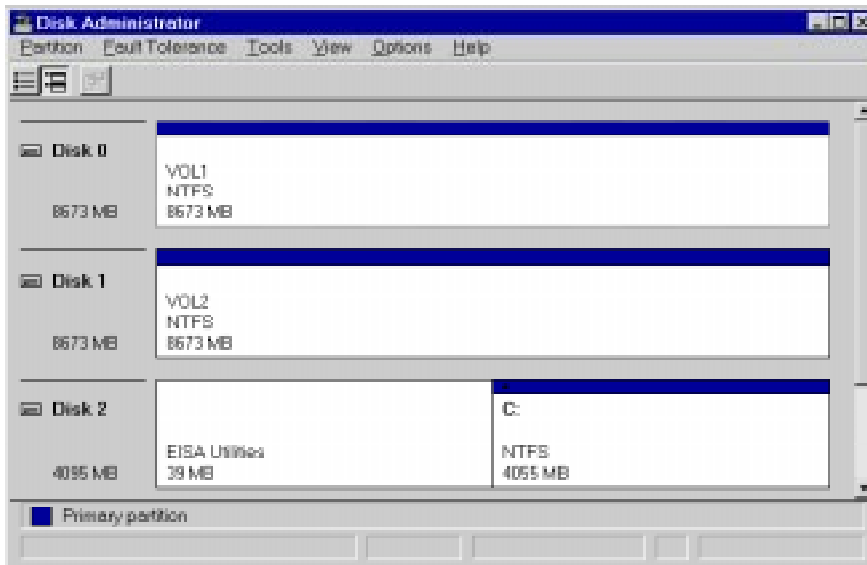 Disk Administrator
Partition Fault Tolerance Tools View Options Help
Disk 0
8673 MB
VOL1
NTFS
8673 MB
Disk 1
8673 MB
VOL2
NTFS
8673 MB
Disk 2
4095 MB
EISA Utilities
39 MB
C:
NTFS
4055 MB
Primary partition